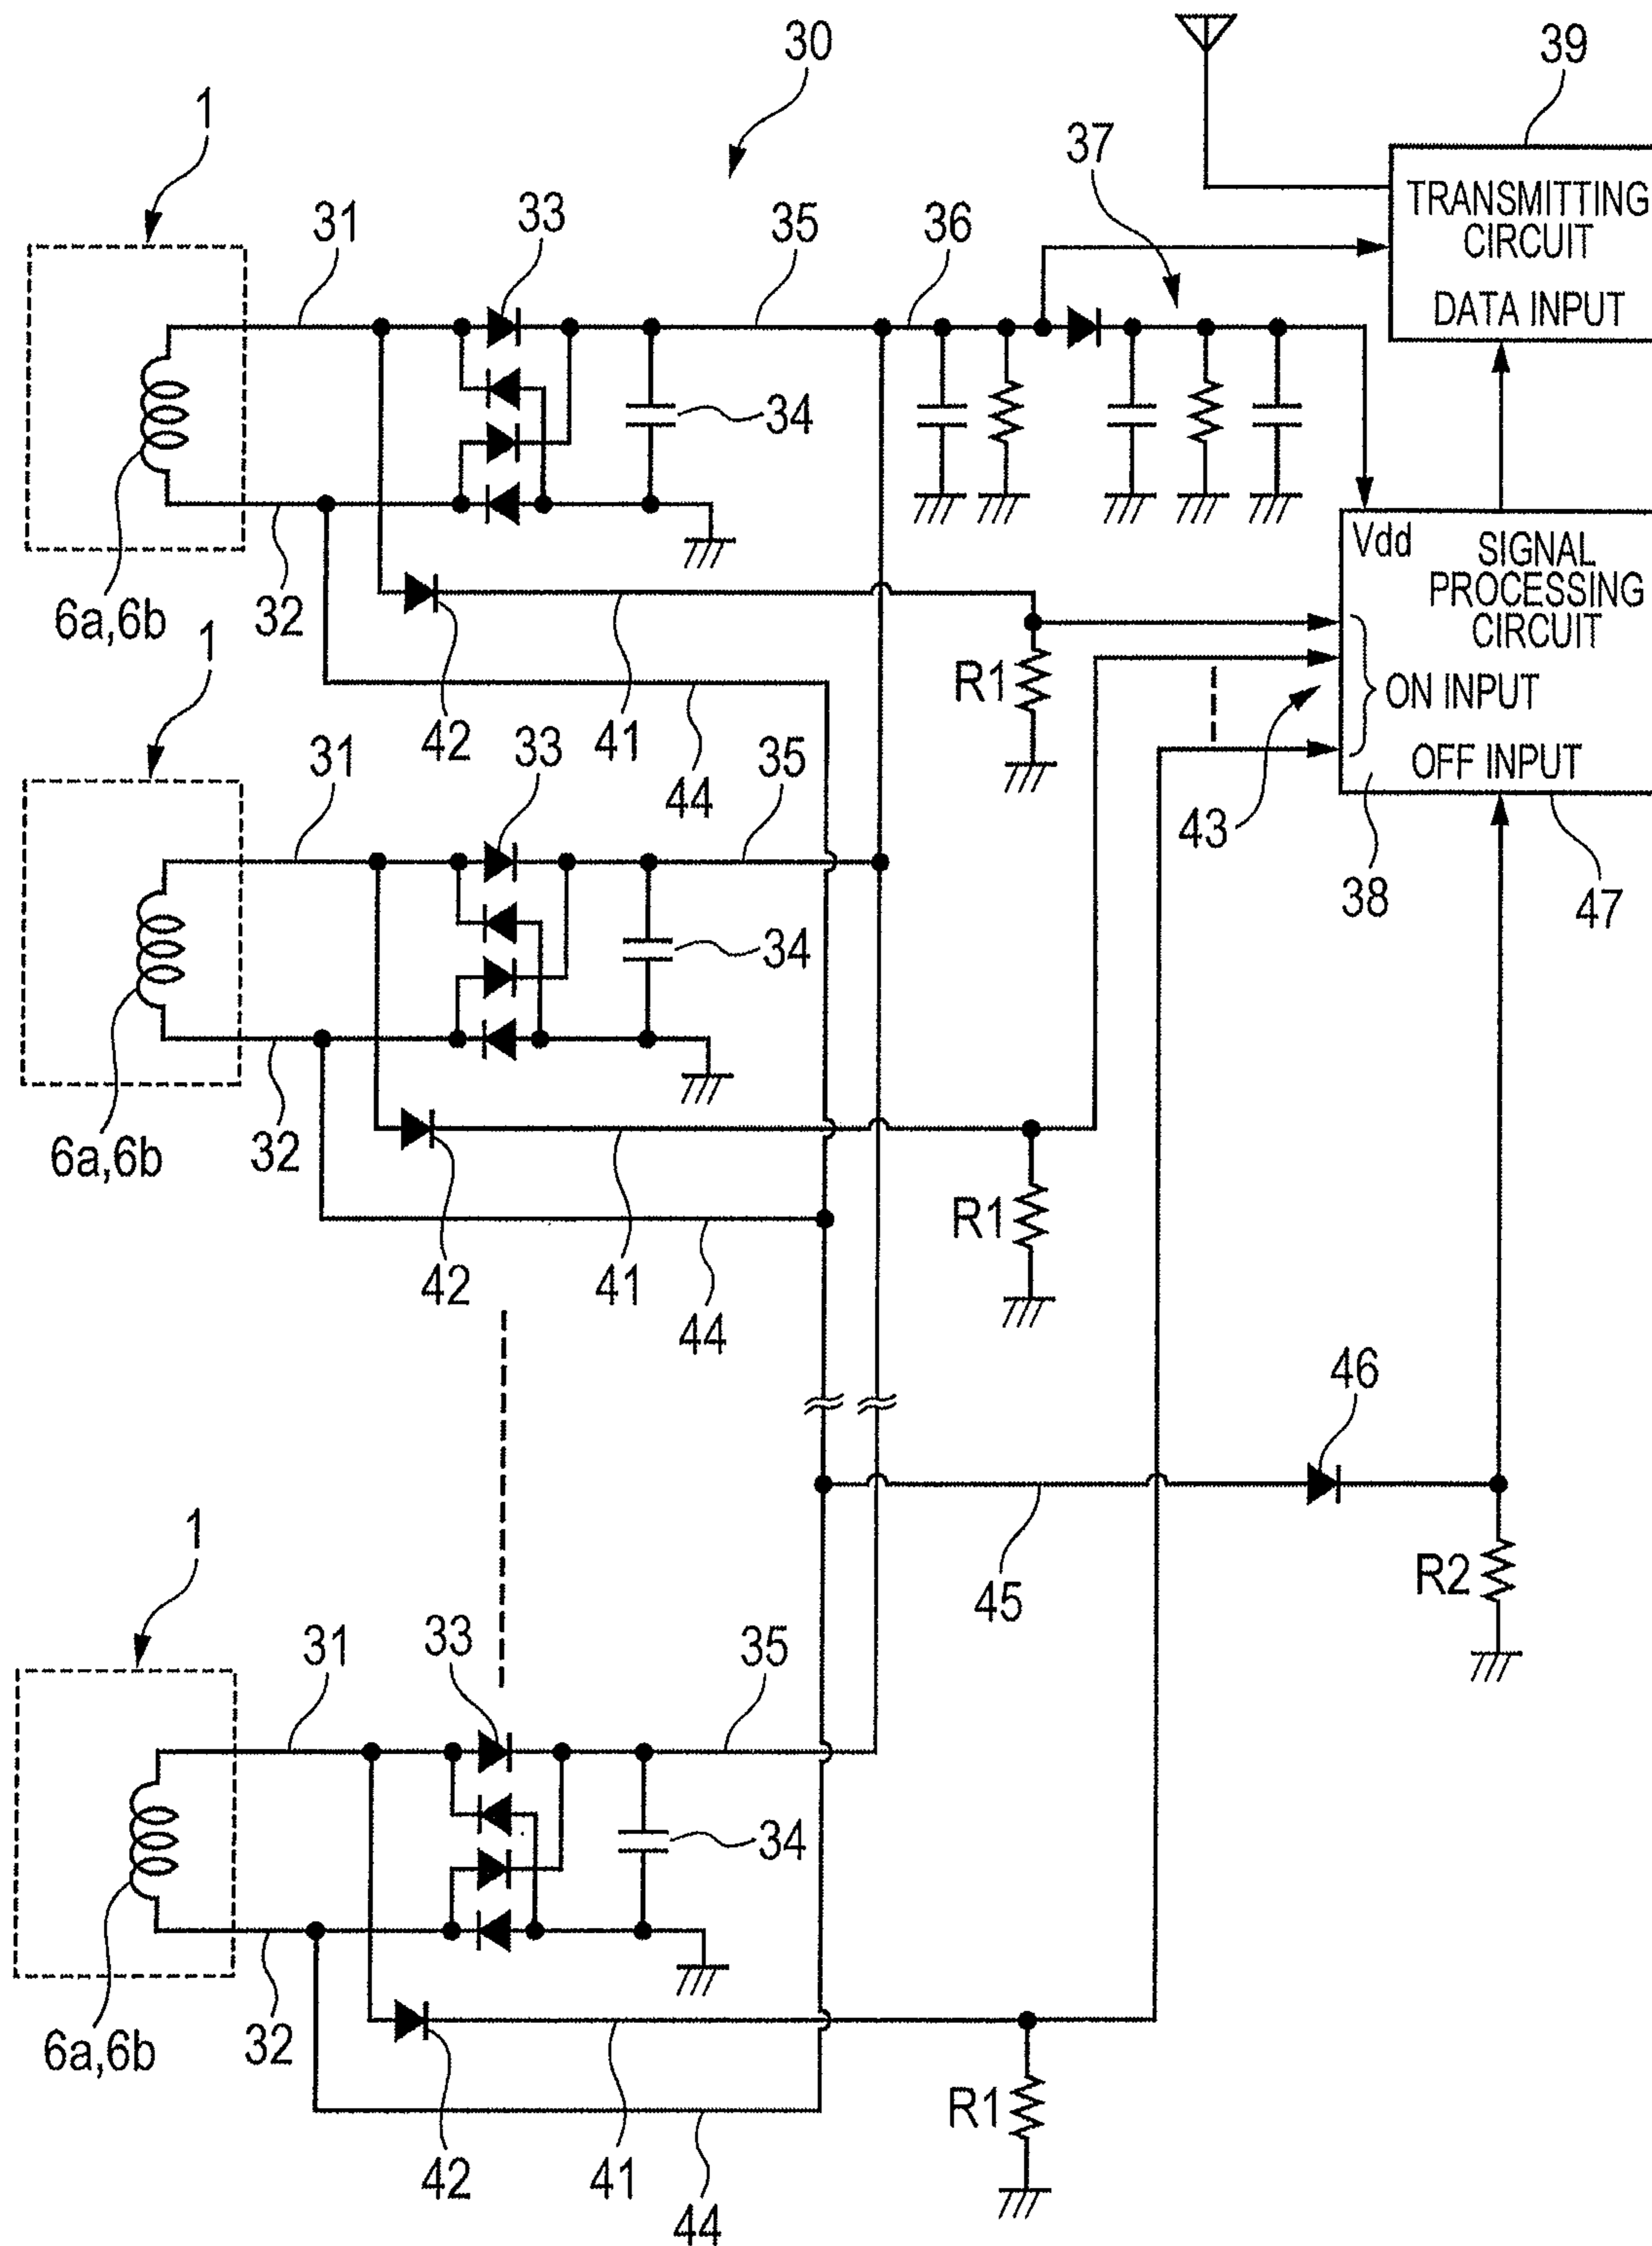 30
39
1
37
31
33
35
36
TRANSMITTING
CIRCUIT
DATA INPUT
34
Vdd
SIGNAL
PROCESSING
CIRCUIT
6a,6b
32
1
R1
ON INPUT
42
41
44
31
33
35
OFF INPUT
43
38
47
34
6a,6b
32
R1
42
41
44
46
1
45
R2
31
33
35
34
6a,6b
32
R1
42
41
44